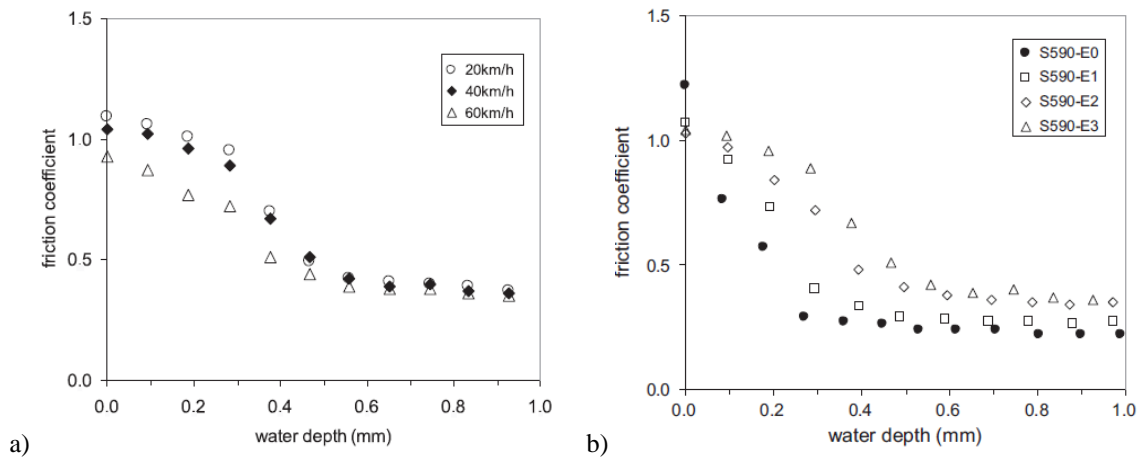 1.5
1.0
0.5
0.0
friction coefficient
20km/h
40km/h
60km/h
0.0 0.2 0.4 0.6 0.8 1.0
water depth (mm)
a)
1.5
1.0
0.5
0.0
friction coefficient
S590-E0
S590-E1
S590-E2
S590-E3
0.0 0.2 0.4 0.6 0.8 1.0
water depth (mm)
b)